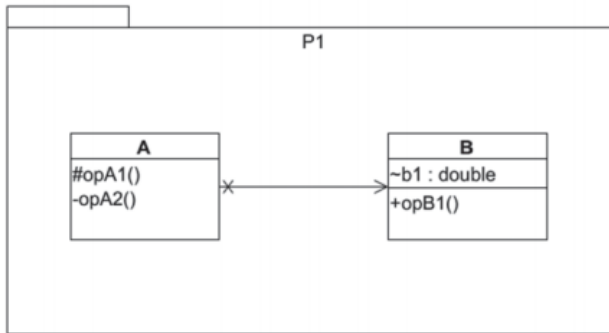 P1
A
#opA1()
-opA2()
B
~b1 : double
+opB1()